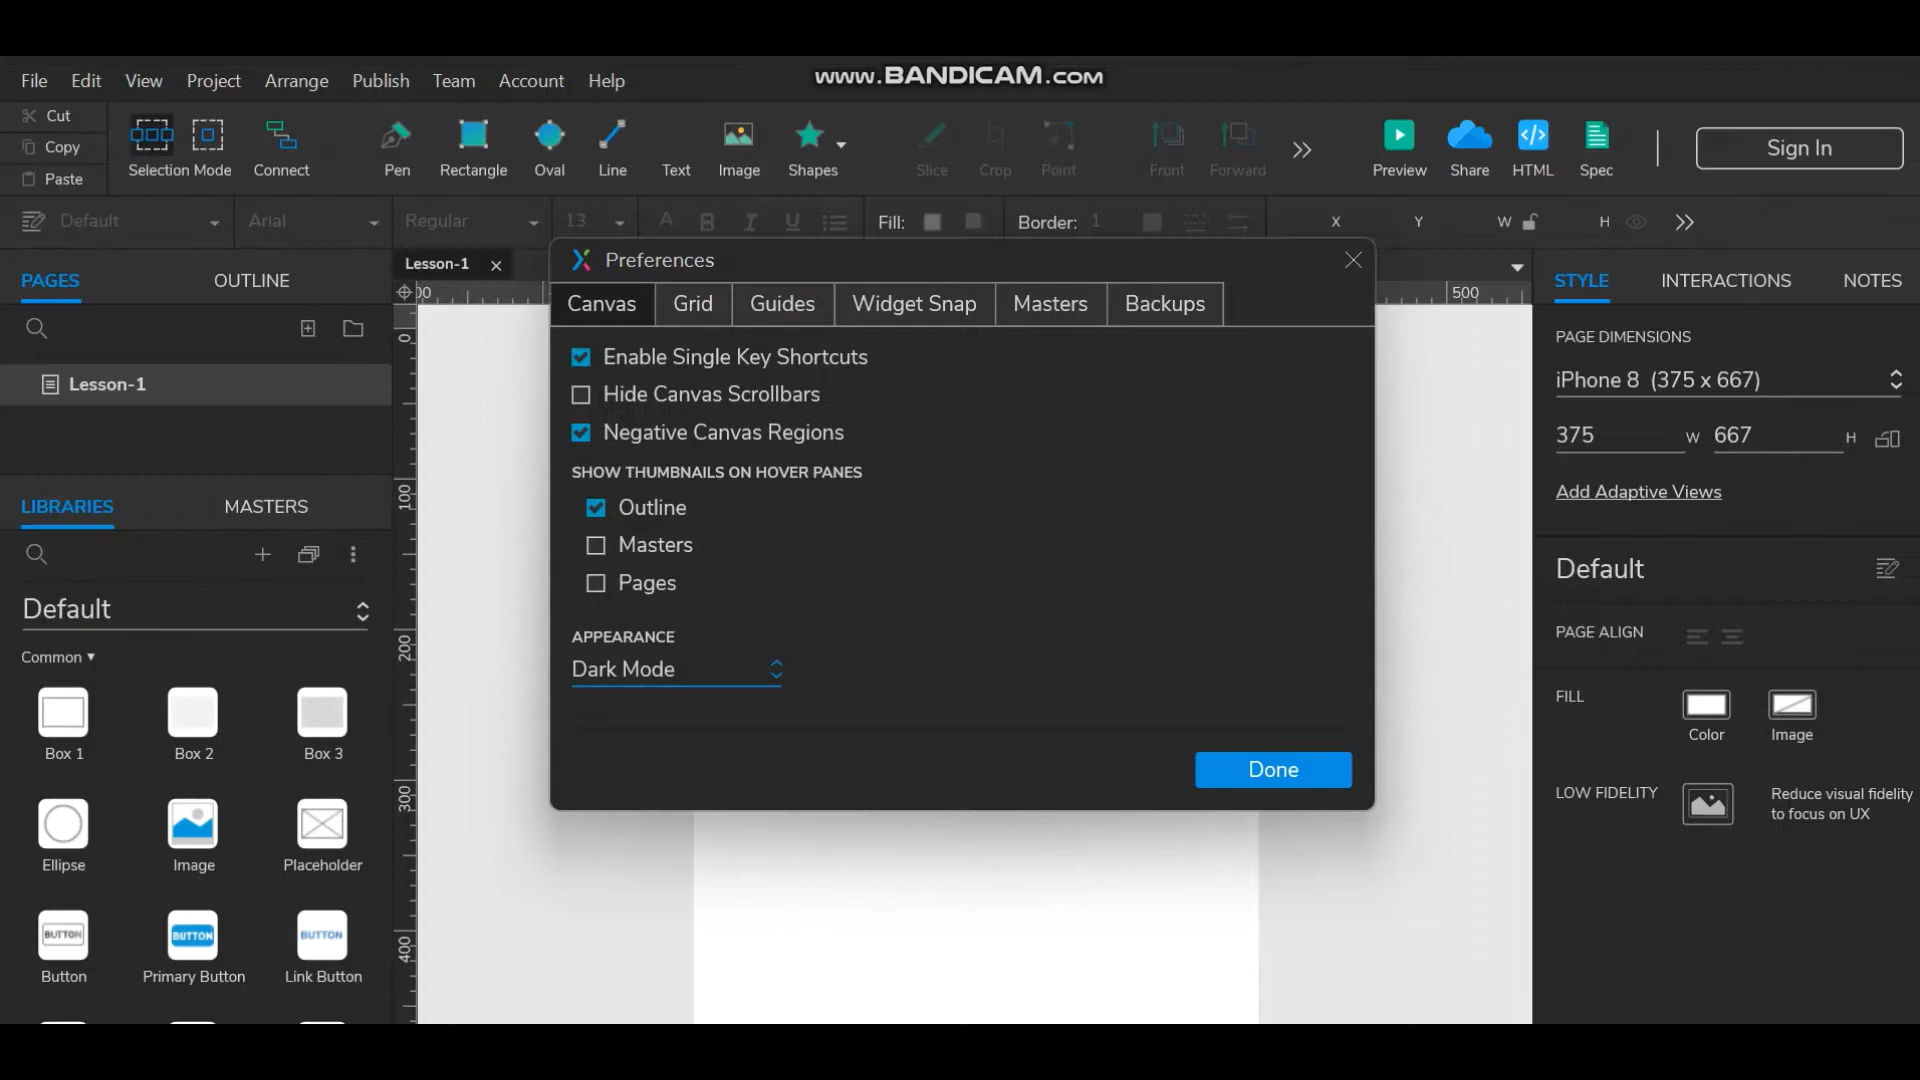 www.BANDICAM.com
File Edit View Project Arrange Publish Team Account Help
Cut
Copy
Paste
Selection Mode Connect Pen Rectangle Oval Line Text Image Shapes Slice Crop Point Front Forward Preview Share HTML Spec
Sign In
Default Arial Regular 13 Fill: Border: 1 X Y W H
PAGES OUTLINE
Lesson-1
Lesson-1
500
0
100
200
300
400
LIBRARIES MASTERS
Default
Common
Box 1 Box 2 Box 3
Ellipse Image Placeholder
BUTTON BUTTON BUTTON
Button Primary Button Link Button
Preferences
Canvas Grid Guides Widget Snap Masters Backups
Enable Single Key Shortcuts
Hide Canvas Scrollbars
Negative Canvas Regions
SHOW THUMBNAILS ON HOVER PANES
Outline
Masters
Pages
APPEARANCE
Dark Mode
Done
STYLE INTERACTIONS NOTES
PAGE DIMENSIONS
iPhone 8 (375 x 667)
375 W 667 H
Add Adaptive Views
Default
PAGE ALIGN
FILL
Color Image
LOW FIDELITY
Reduce visual fidelity
to focus on UX